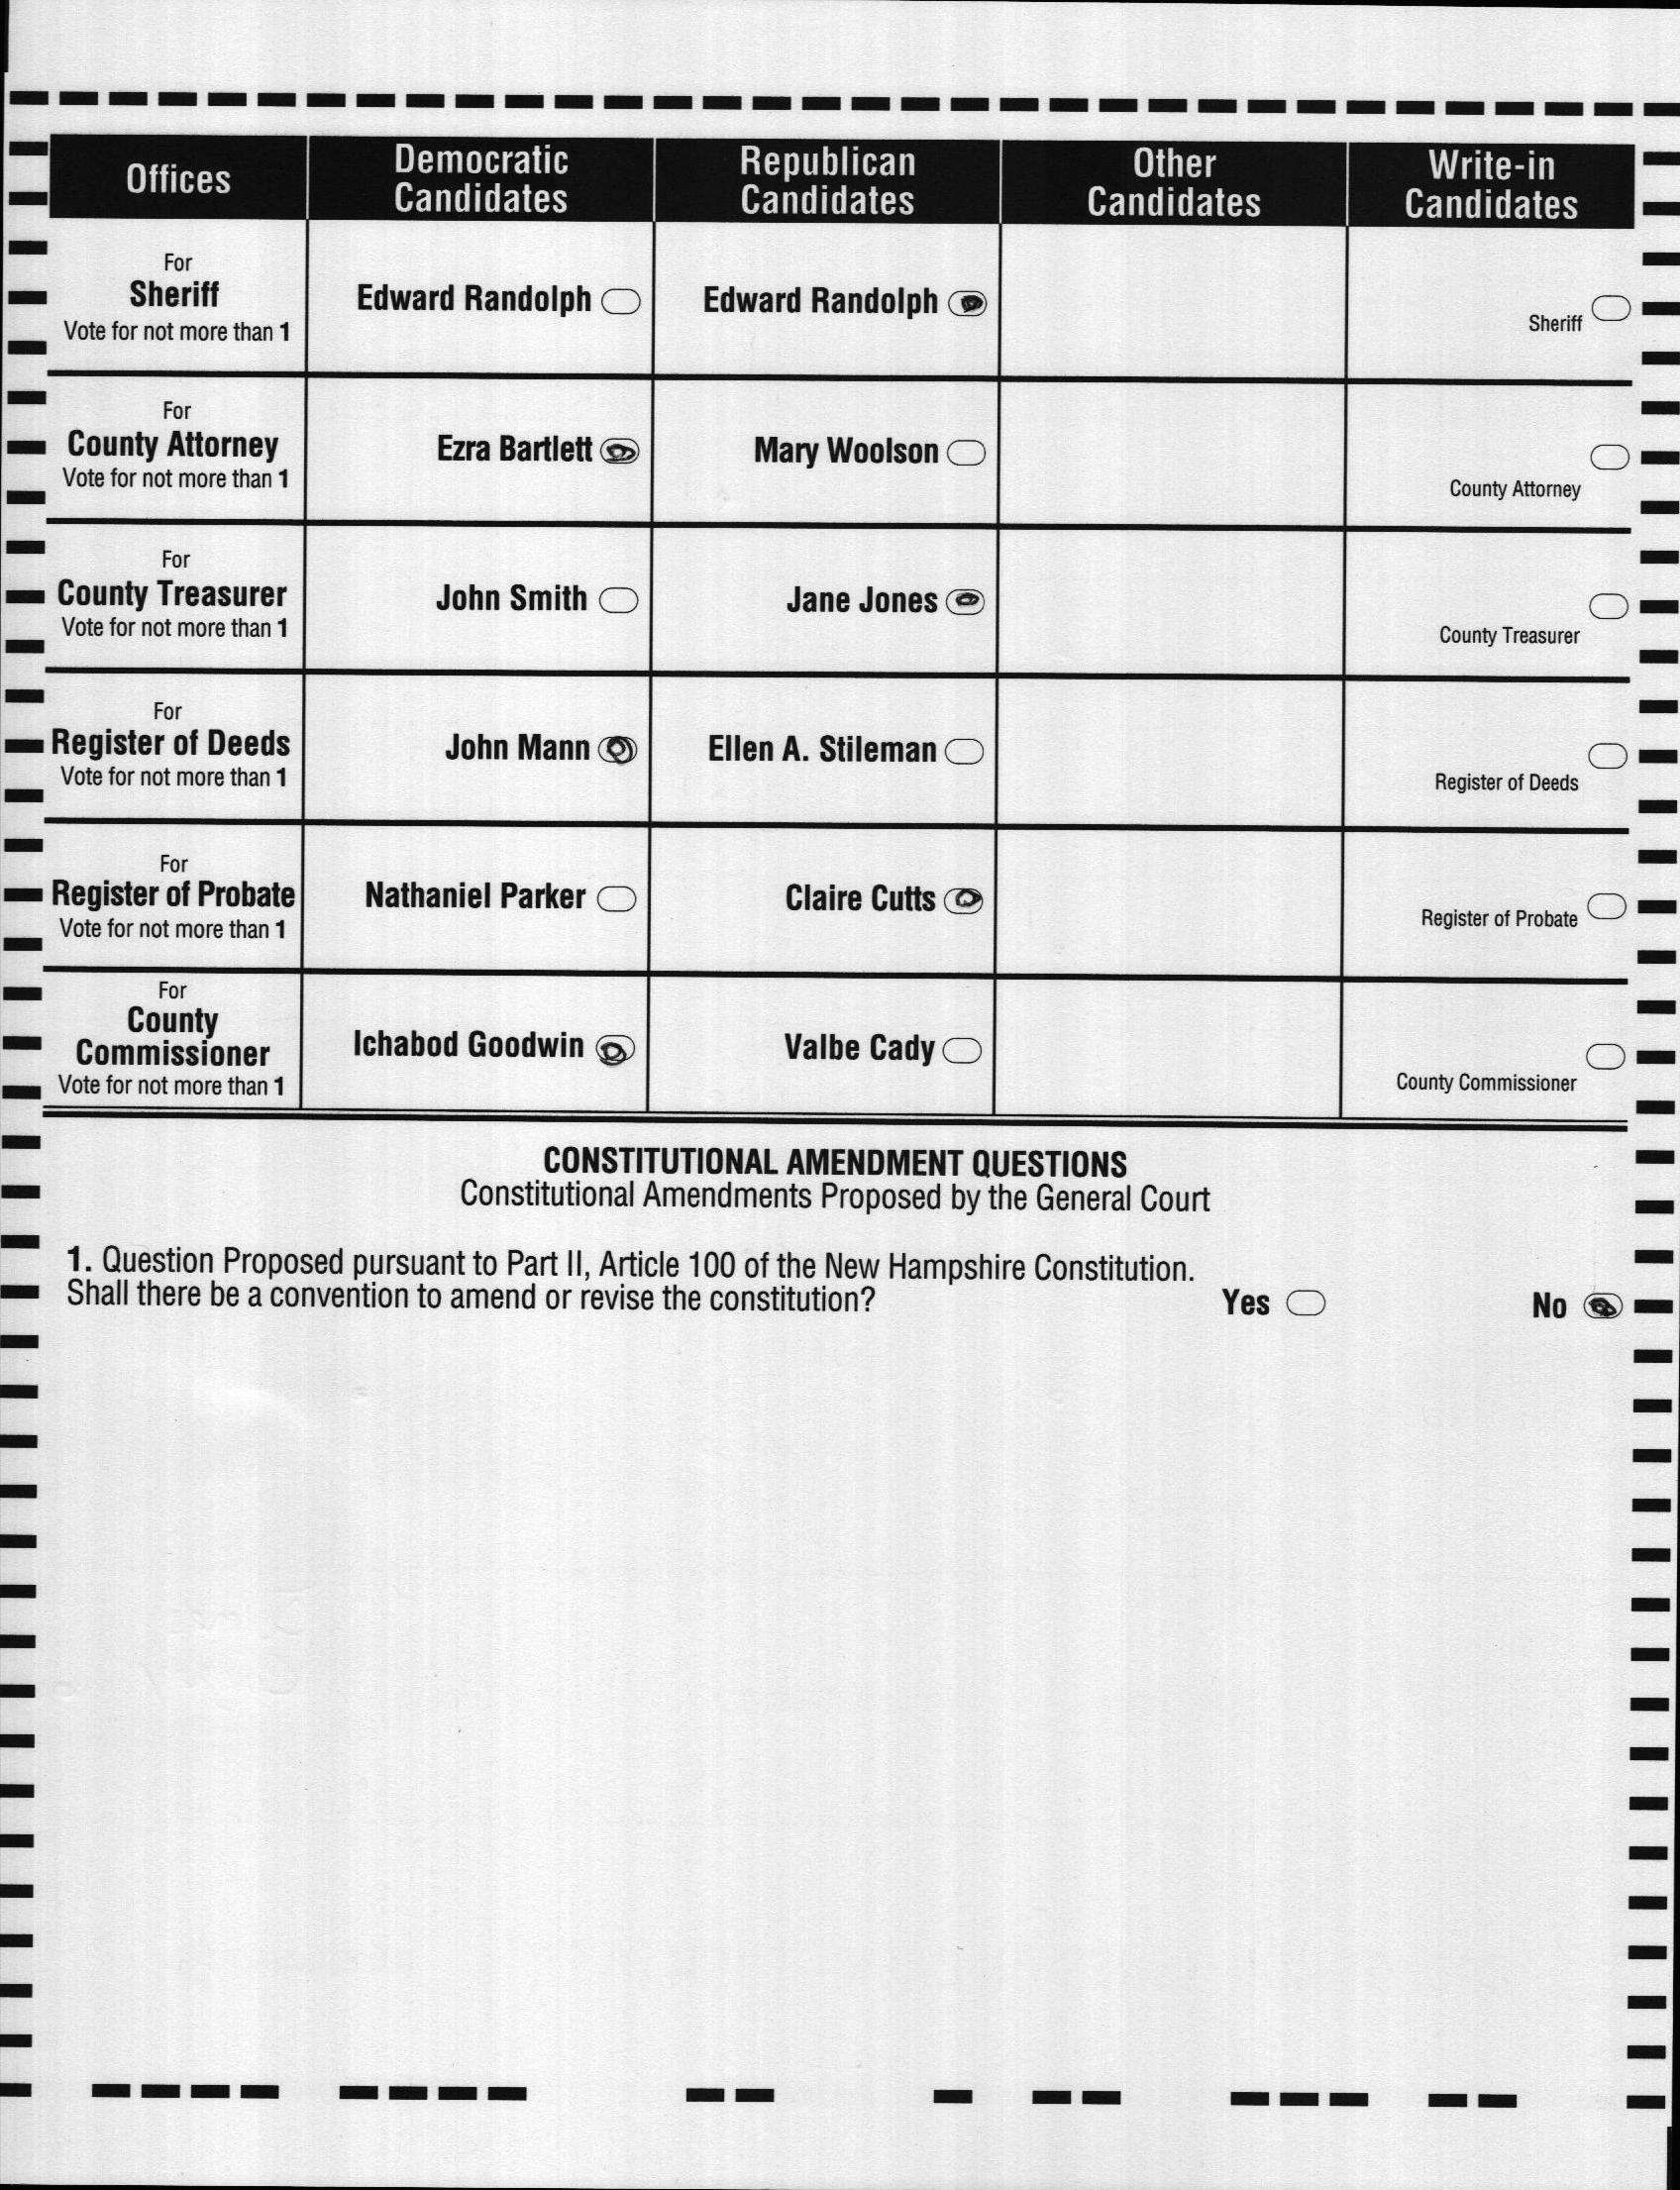 Offices
Democratic
Candidates
Republican
Candidates
Other
Candidates
Write-in
Candidates
For
Sheriff
Vote for not more than 1
Edward Randolph
Edward Randolph
Sheriff
For
County Attorney
Vote for not more than 1
Ezra Bartlett
Mary Woolson
County Attorney
For
County Treasurer
Vote for not more than 1
John Smith
Jane Jones
County Treasurer
For
Register of Deeds
Vote for not more than 1
John Mann
Ellen A. Stileman
Register of Deeds
For
Register of Probate
Vote for not more than 1
Nathaniel Parker
Claire Cutts
Register of Probate
For
County
Commissioner
Vote for not more than 1
Ichabod Goodwin
Valbe Cady
County Commissioner
CONSTITUTIONAL AMENDMENT QUESTIONS
Constitutional Amendments Proposed by the General Court
1. Question Proposed pursuant to Part II, Article 100 of the New Hampshire Constitution.
Shall there be a convention to amend or revise the constitution?
Yes
No